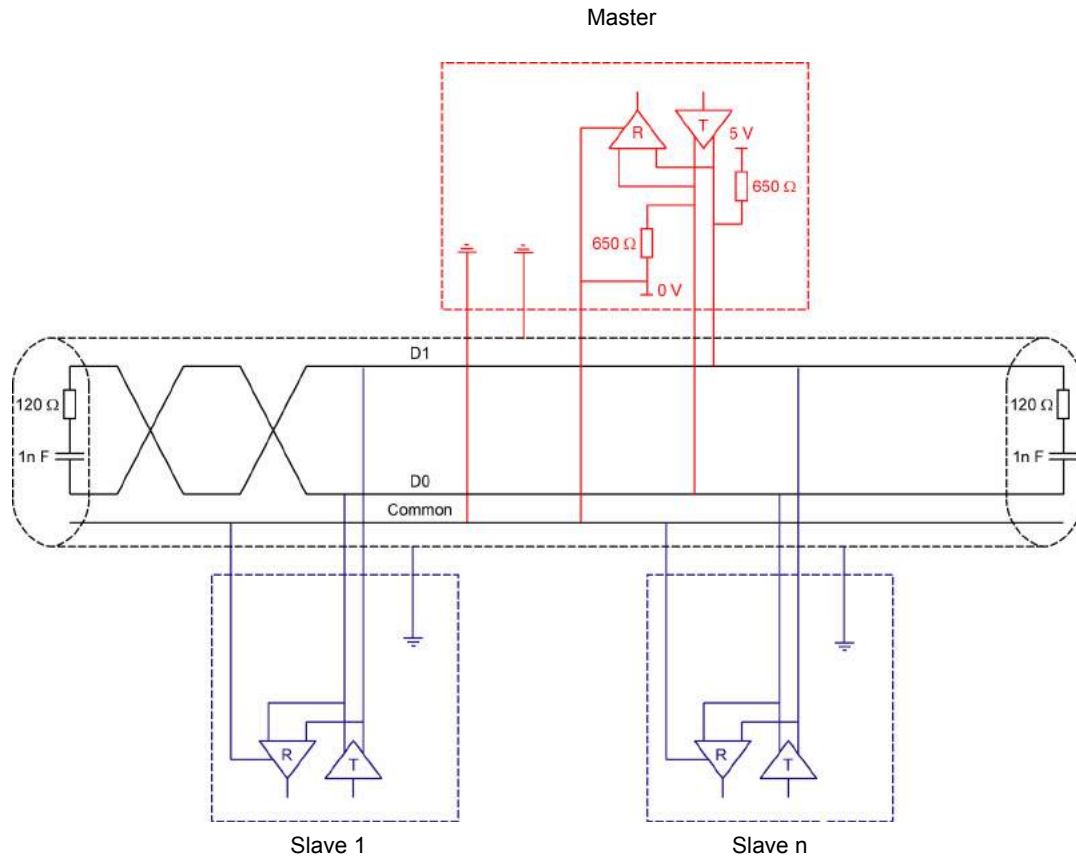 Master
R
T
5 V
650 Ω
650 Ω
0 V
D1
120 Ω
120 Ω
1n F
1n F
D0
Common
R
T
R
T
Slave 1
Slave n